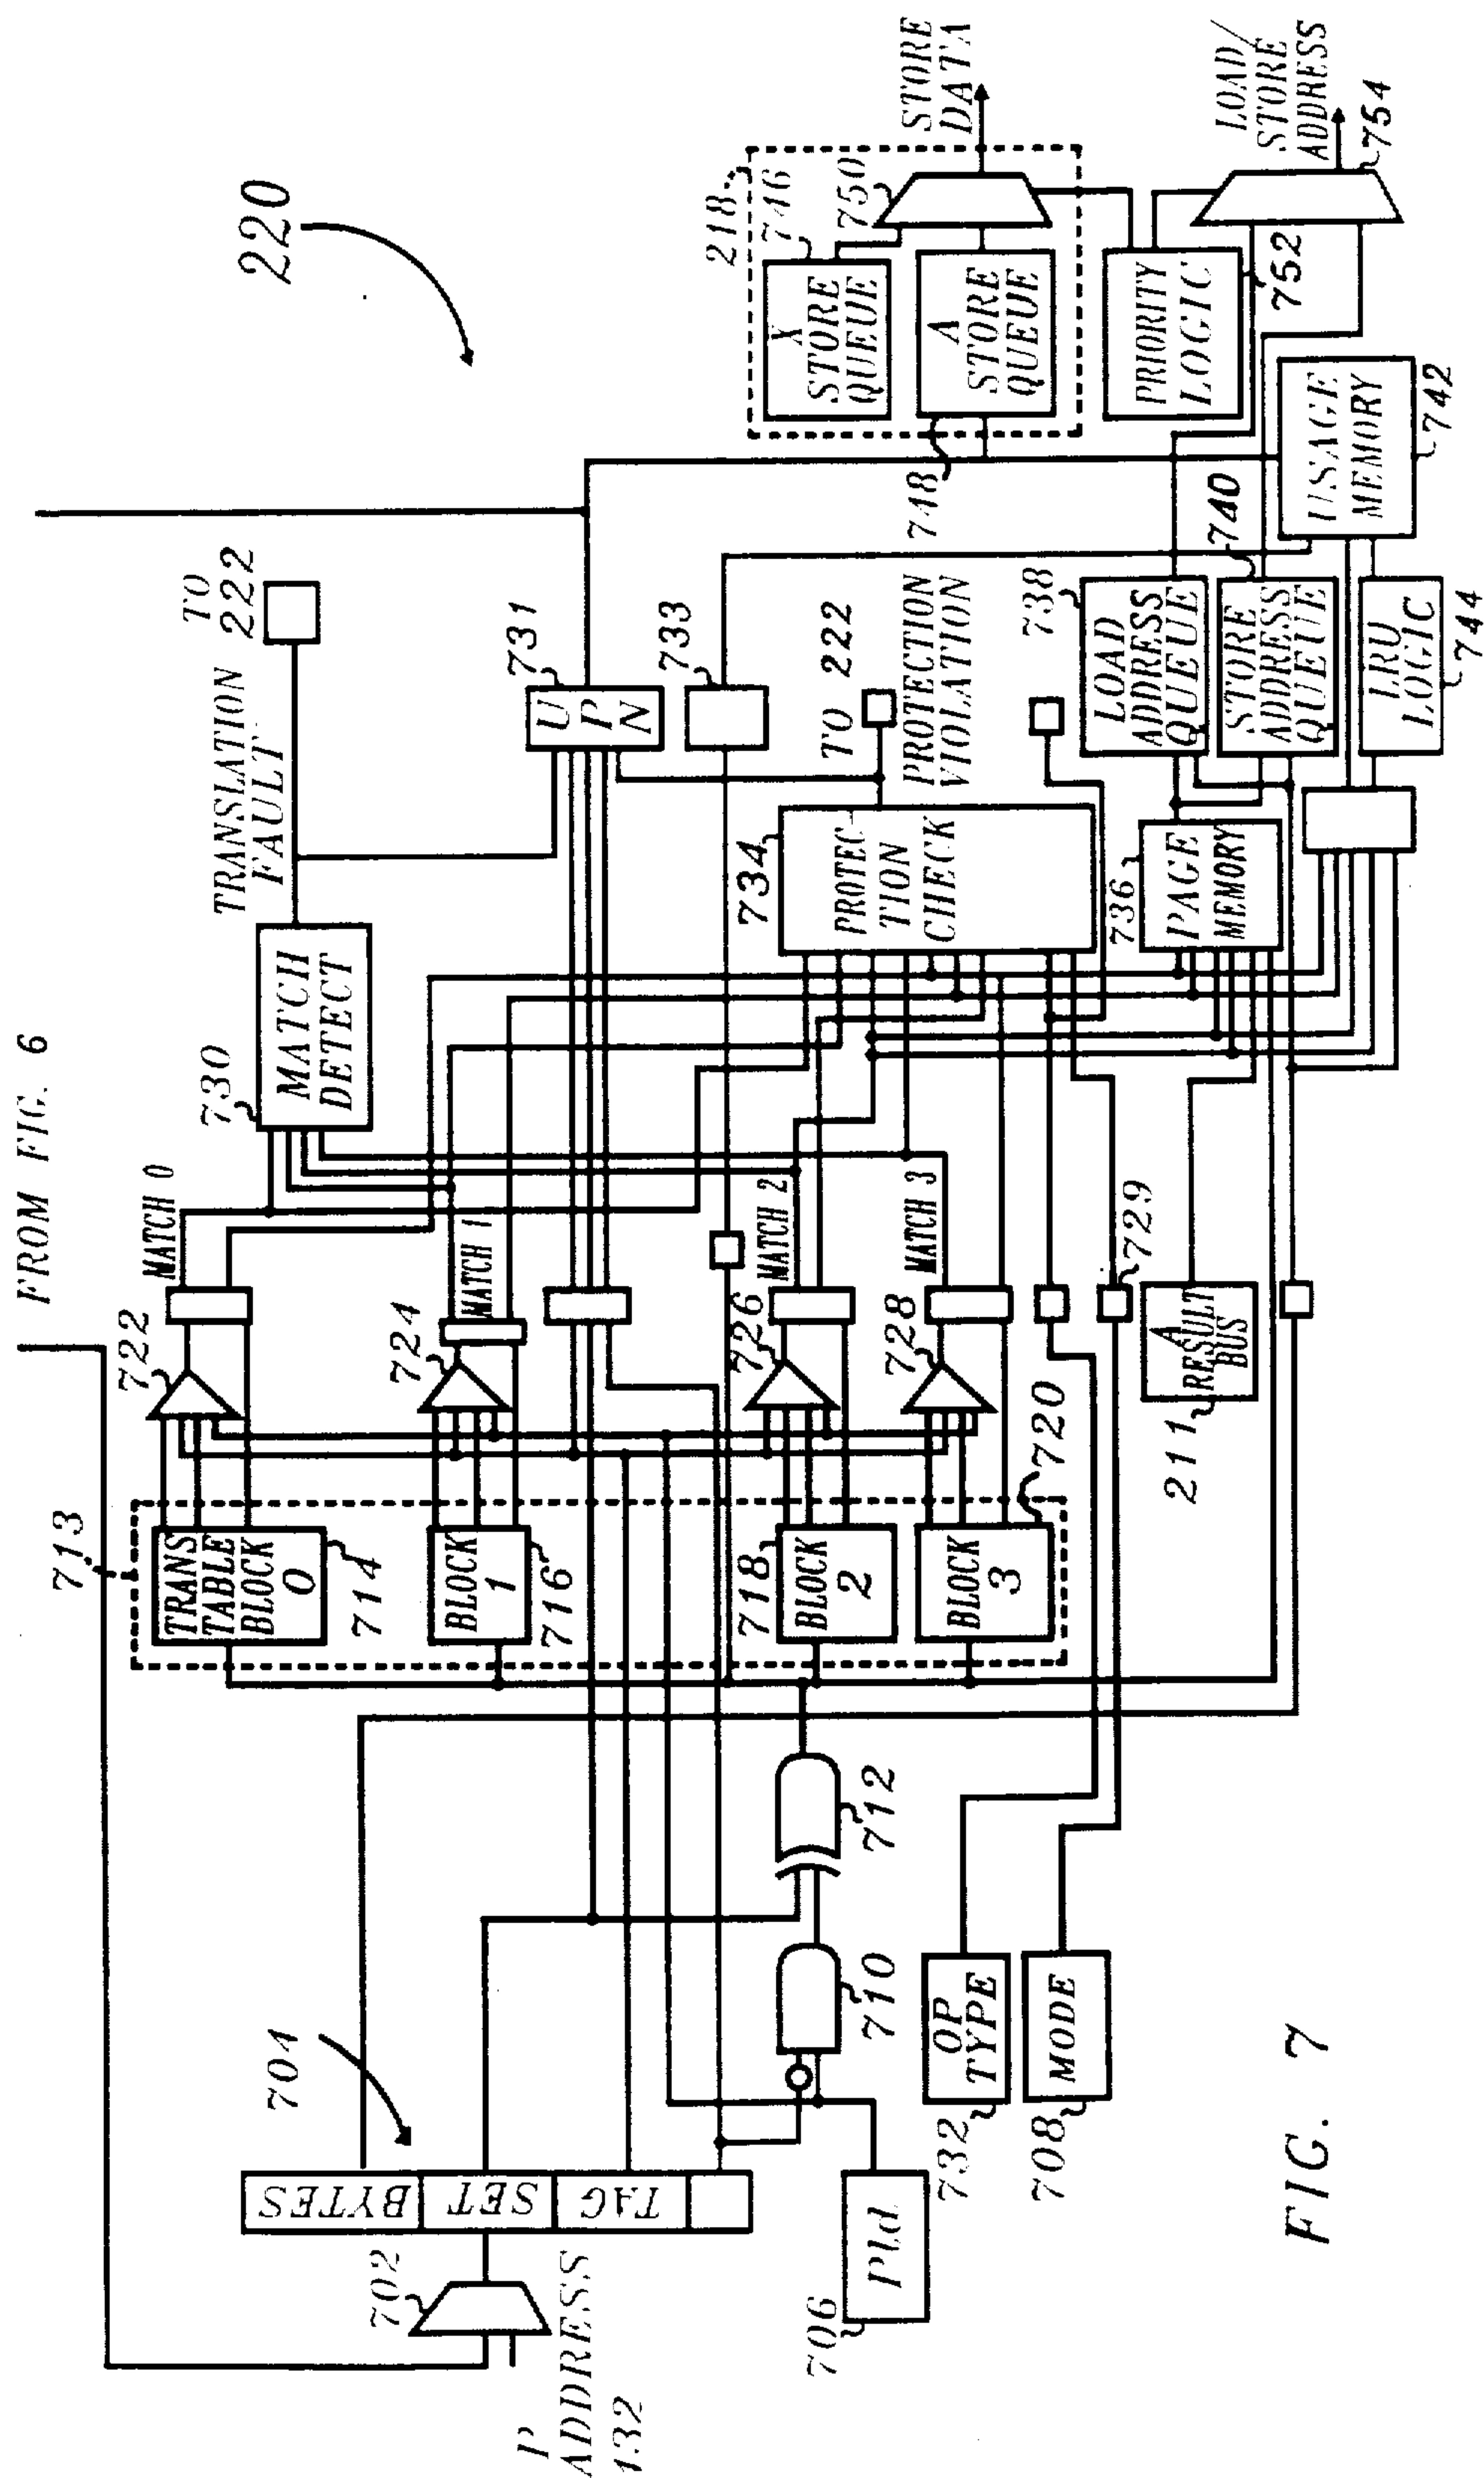 FROM FIG. 6
220
TO
222
TRANSLATION
FAULT
730
MATCH
DETECT
MATCH 0
722
713
TRANS
TABLE
BLOCK
0
714
704
BYTES
SET
TAG
702
P
ADDRESS
132
731
U
P
N
733
MATCH 1
724
BLOCK
1
716
MATCH 2
726
718
BLOCK
2
MATCH 3
728
BLOCK
3
720
712
710
706
PId
OP
TYPE
732
MODE
708
729
A
RESULT
BUS
211
TO 222
PROTECTION
VIOLATION
734
PROTEC-
TION
CHECK
736
PAGE
MEMORY
738
LOAD
ADDRESS
QUEUE
740
STORE
ADDRESS
QUEUE
LRU
LOGIC
744
USAGE
MEMORY
742
218
746
X
STORE
QUEUE
748
A
STORE
QUEUE
750
STORE
DATA
PRIORITY
LOGIC
752
LOAD/
STORE
ADDRESS
754
FIG. 7